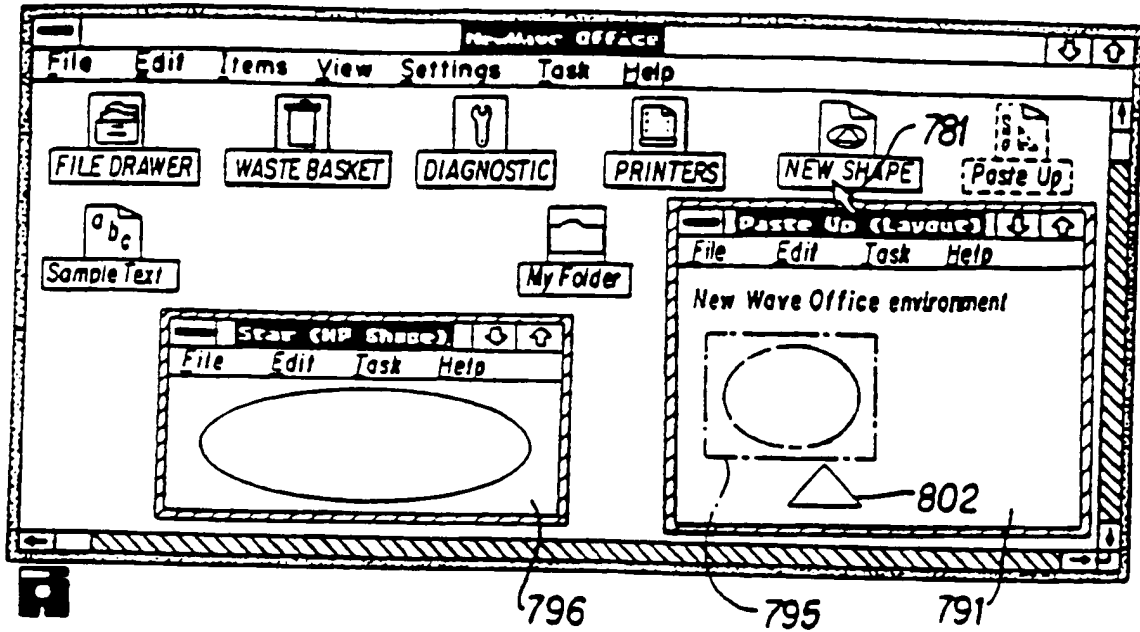 NewWave Office
File Edit Items View Settings Task Help
781
FILE DRAWER WASTE BASKET DIAGNOSTIC PRINTERS NEW SHAPE Paste Up
a b c
Sample Text My Folder
Paste Up (Layout)
File Edit Task Help
New Wave Office environment
Star (HP Shape)
File Edit Task Help
802
796 795 791